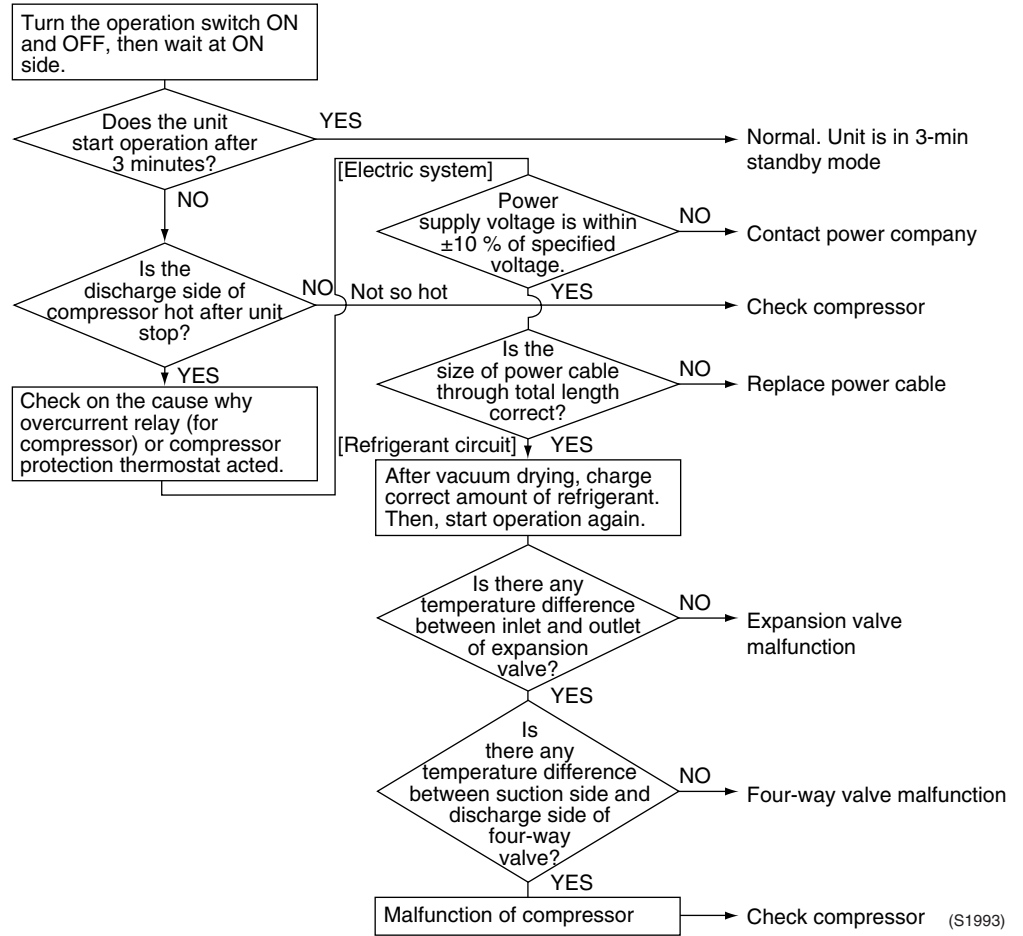 Turn the operation switch ON
and OFF, then wait at ON
side.
Does the unit
start operation after
3 minutes?
YES
Normal. Unit is in 3-min
standby mode
NO
[Electric system]
Power
supply voltage is within
±10 % of specified
voltage.
NO
Contact power company
YES
Is the
discharge side of
compressor hot after unit
stop?
NO
Not so hot
Check compressor
YES
Check on the cause why
overcurrent relay (for
compressor) or compressor
protection thermostat acted.
Is the
size of power cable
through total length
correct?
NO
Replace power cable
[Refrigerant circuit]
YES
After vacuum drying, charge
correct amount of refrigerant.
Then, start operation again.
Is there any
temperature difference
between inlet and outlet
of expansion
valve?
NO
Expansion valve
malfunction
YES
Is
there any
temperature difference
between suction side and
discharge side of
four-way
valve?
NO
Four-way valve malfunction
YES
Malfunction of compressor
Check compressor
(S1993)